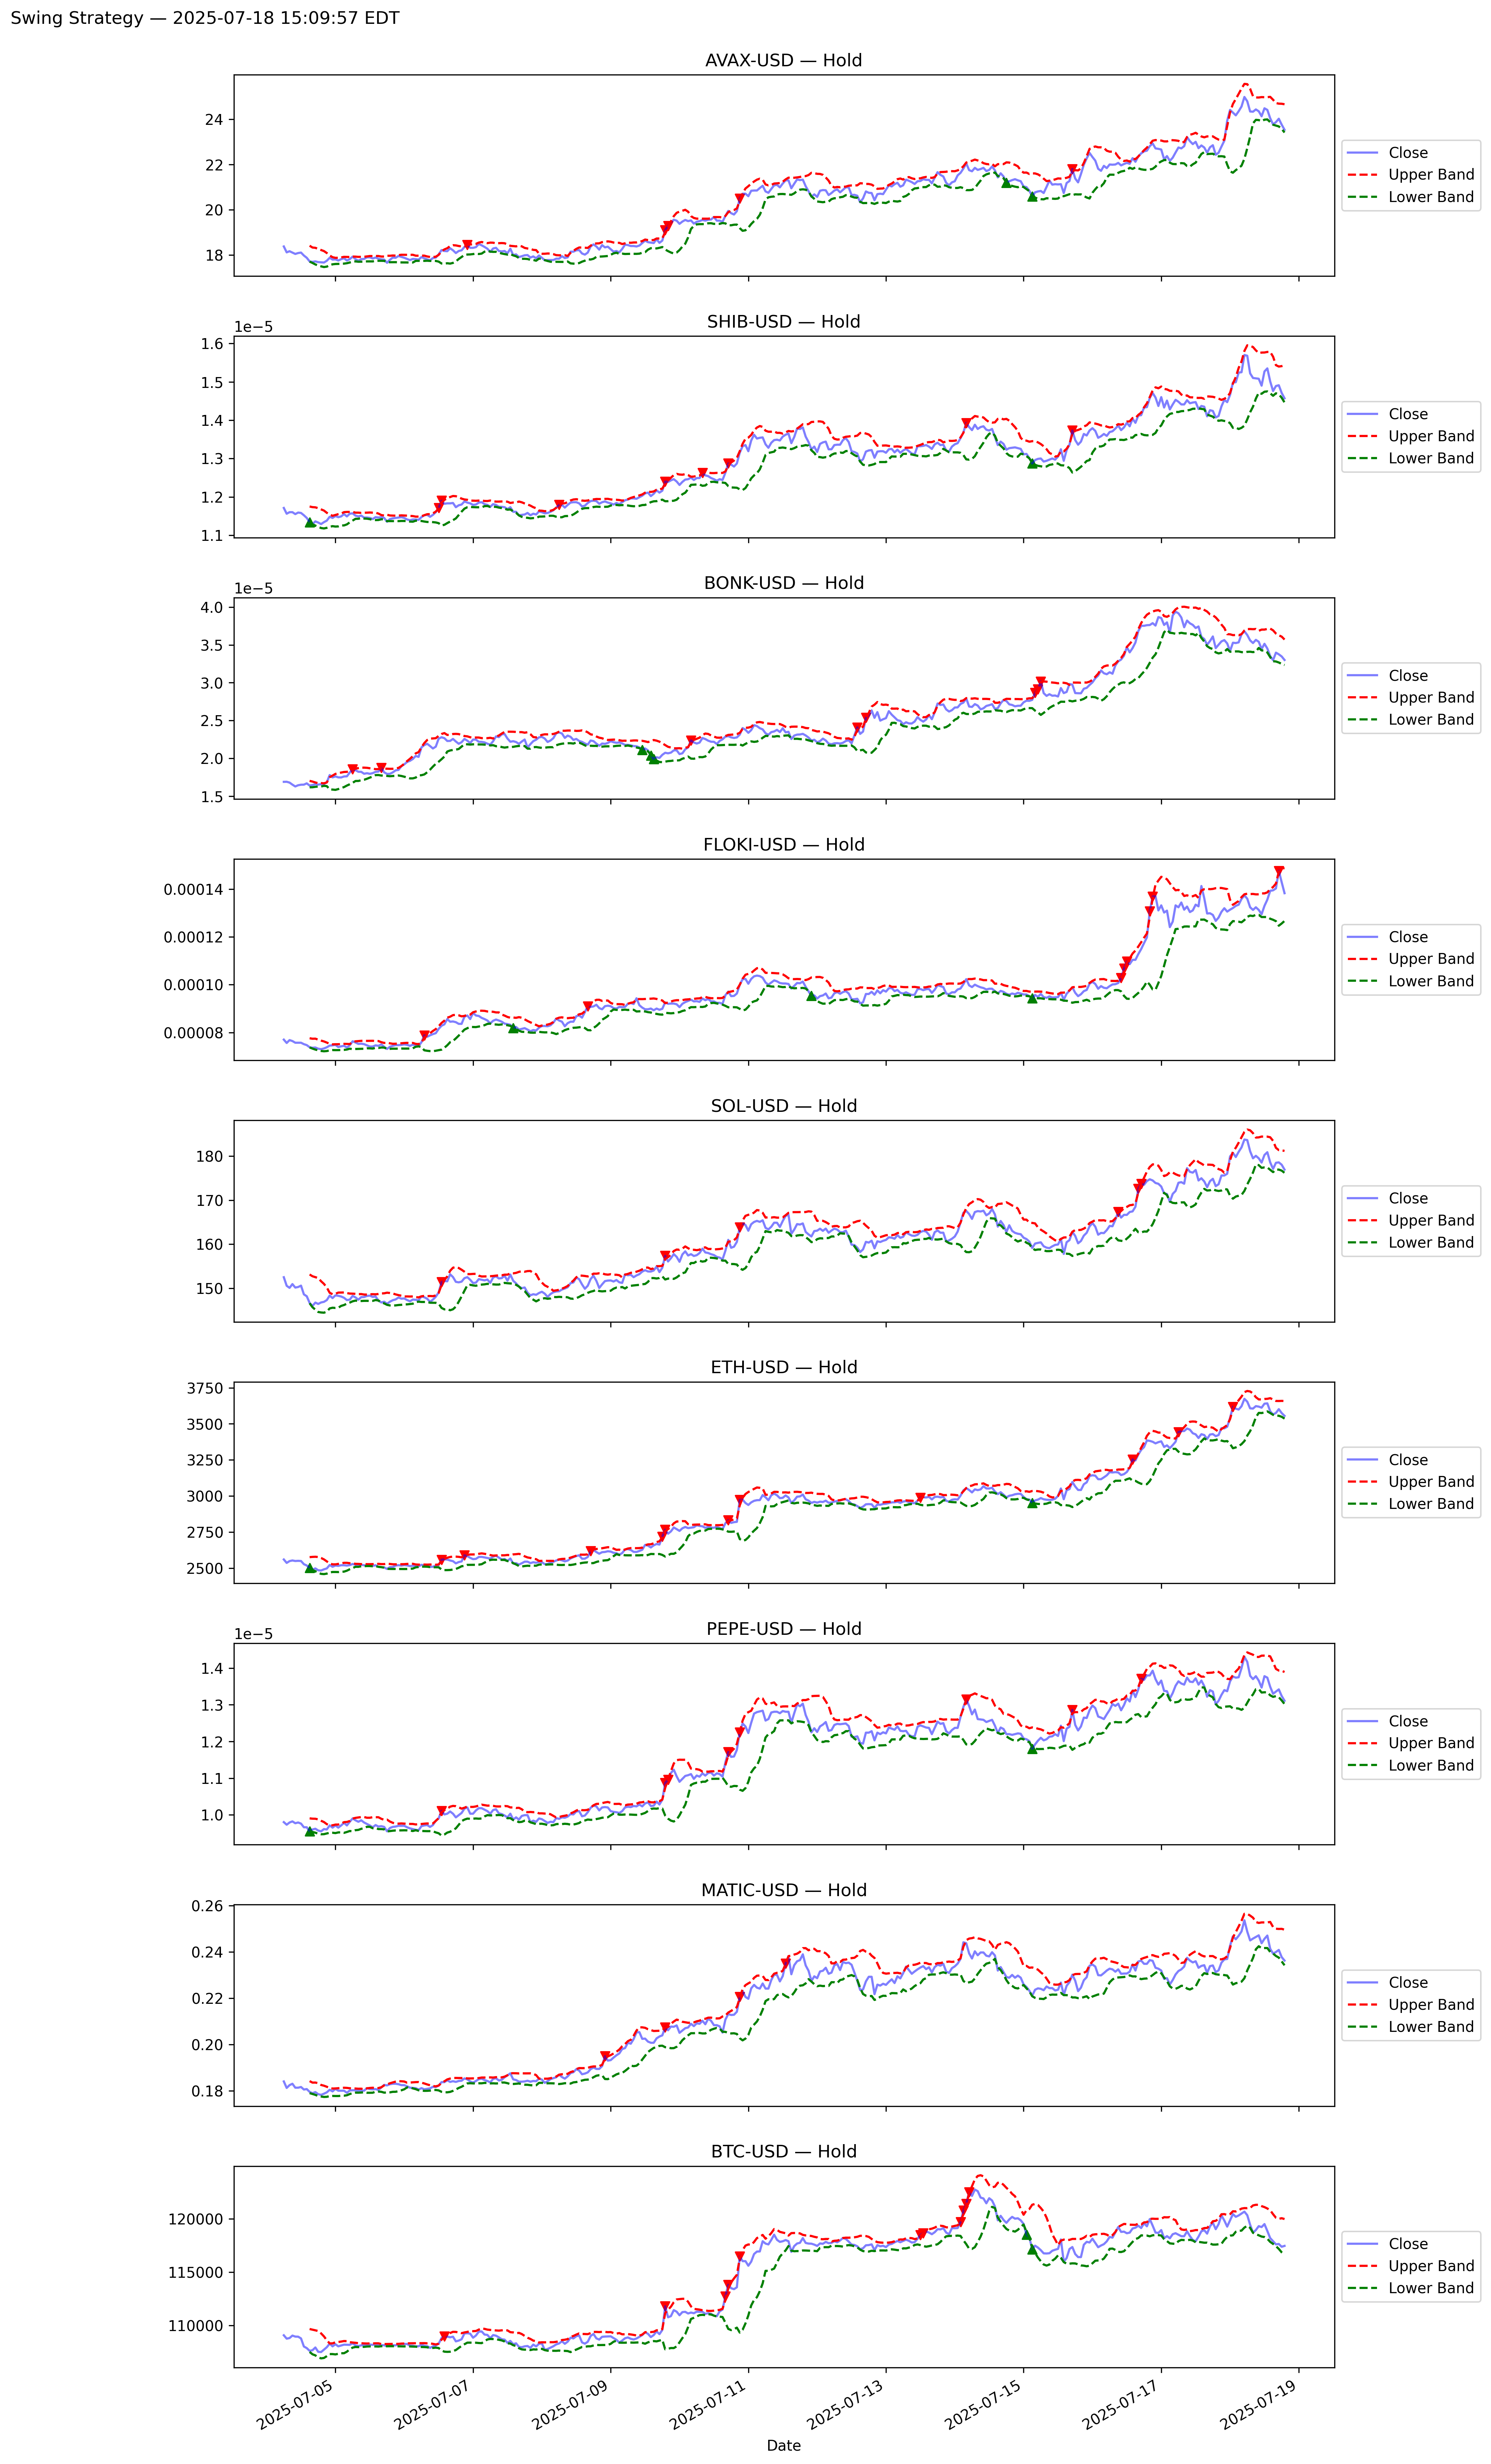 Swing Strategy — 2025-07-18 15:09:57 EDT
AVAX-USD — Hold
24
22
20
18
Close
Upper Band
Lower Band
SHIB-USD — Hold
1e−5
1.6
1.5
1.4
1.3
1.2
1.1
Close
Upper Band
Lower Band
BONK-USD — Hold
1e−5
4.0
3.5
3.0
2.5
2.0
1.5
Close
Upper Band
Lower Band
FLOKI-USD — Hold
0.00014
0.00012
0.00010
0.00008
Close
Upper Band
Lower Band
SOL-USD — Hold
180
170
160
150
Close
Upper Band
Lower Band
ETH-USD — Hold
3750
3500
3250
3000
2750
2500
Close
Upper Band
Lower Band
PEPE-USD — Hold
1e−5
1.4
1.3
1.2
1.1
1.0
Close
Upper Band
Lower Band
MATIC-USD — Hold
0.26
0.24
0.22
0.20
0.18
Close
Upper Band
Lower Band
BTC-USD — Hold
120000
115000
110000
Close
Upper Band
Lower Band
2025-07-05
2025-07-07
2025-07-09
2025-07-11
2025-07-13
2025-07-15
2025-07-17
2025-07-19
Date